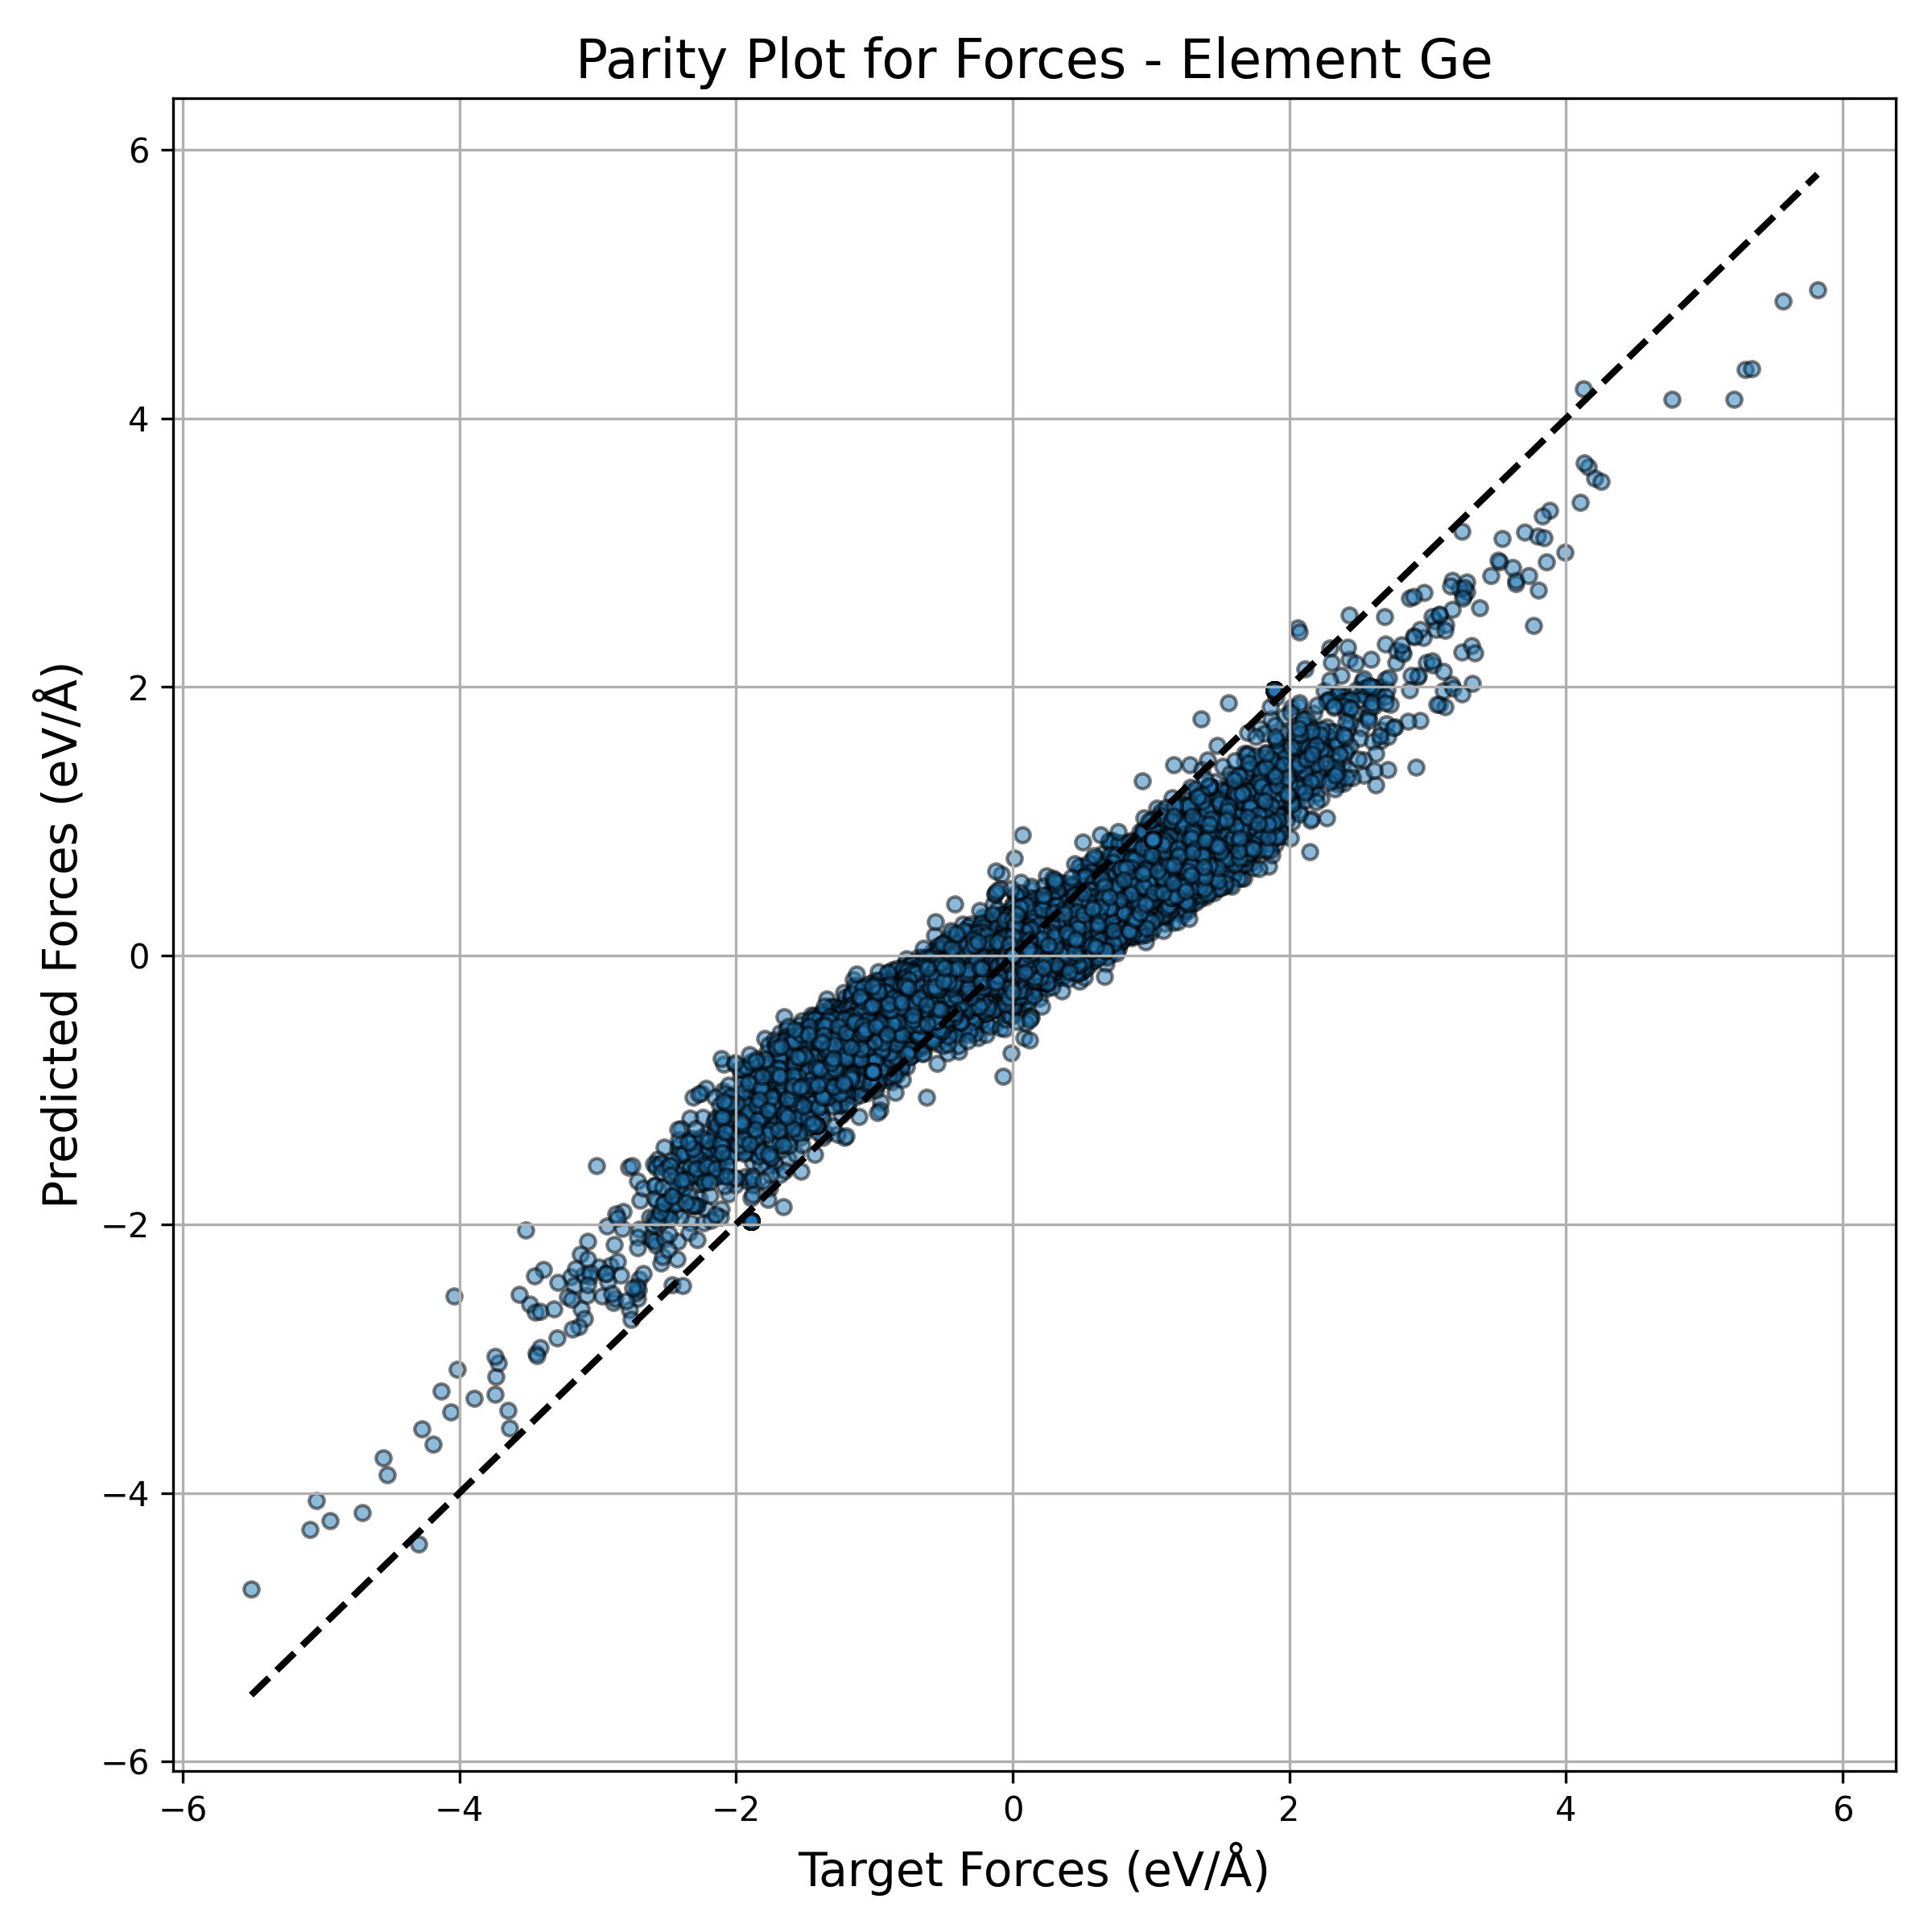 Parity Plot for Forces - Element Ge
6
4
2
0
−2
−4
−6
Predicted Forces (eV/Å)
−6 −4 −2 0 2 4 6
Target Forces (eV/Å)